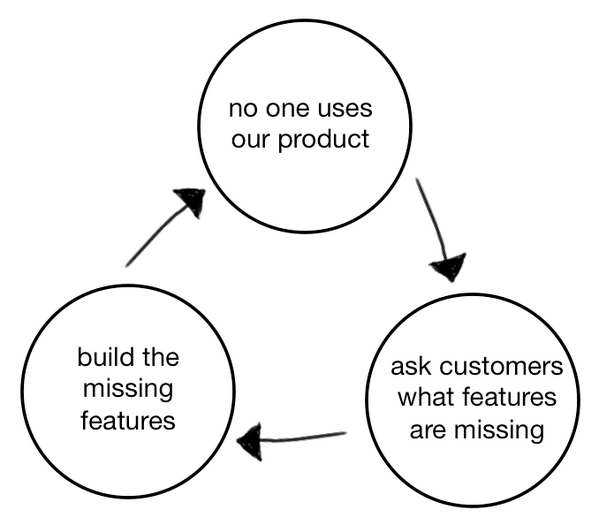 no one uses
our product
ask customers
what features
are missing
build the
missing
features